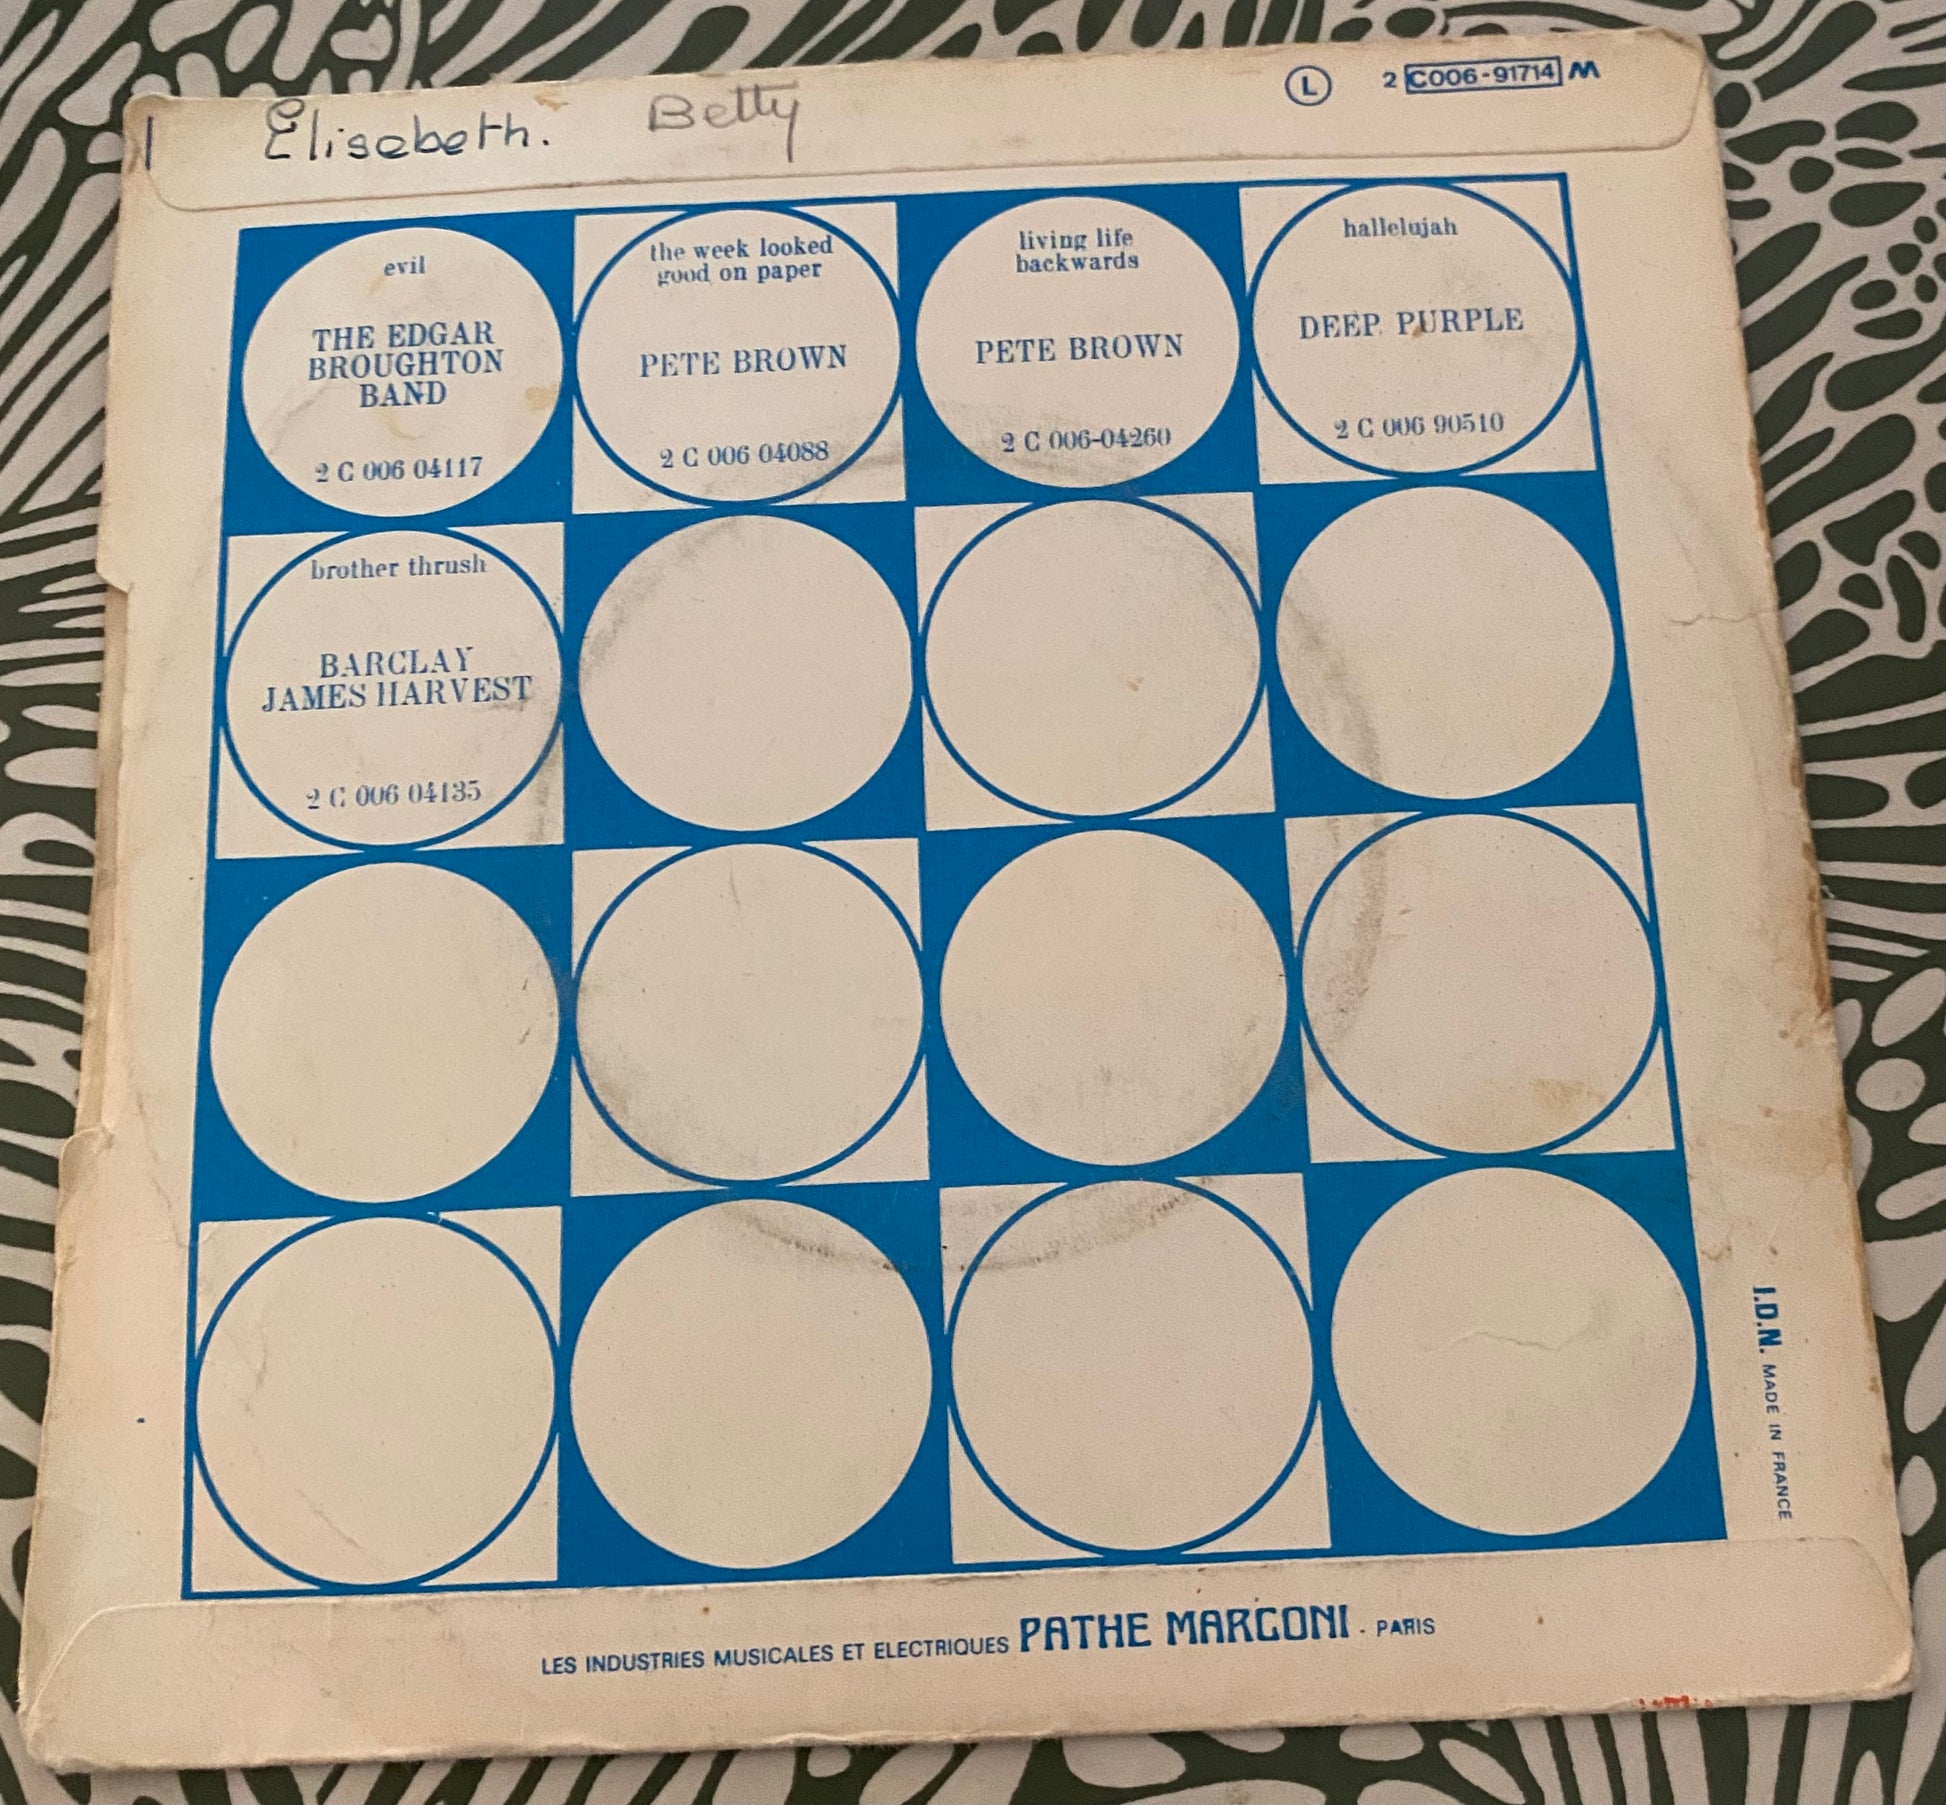 Elisabeth. Betty
L 2 C006-91714 M
evil
THE EDGAR
BROUGHTON
BAND
2 C 006 04117
the week looked
good on paper
PETE BROWN
2 C 006 04088
living life
backwards
PETE BROWN
2 C 006-04260
hallelujah
DEEP PURPLE
2 C 006 90510
brother thrush
BARCLAY
JAMES HARVEST
2 C 006 04135
I.D.N. MADE IN FRANCE
LES INDUSTRIES MUSICALES ET ELECTRIQUES PATHE MARCONI - PARIS